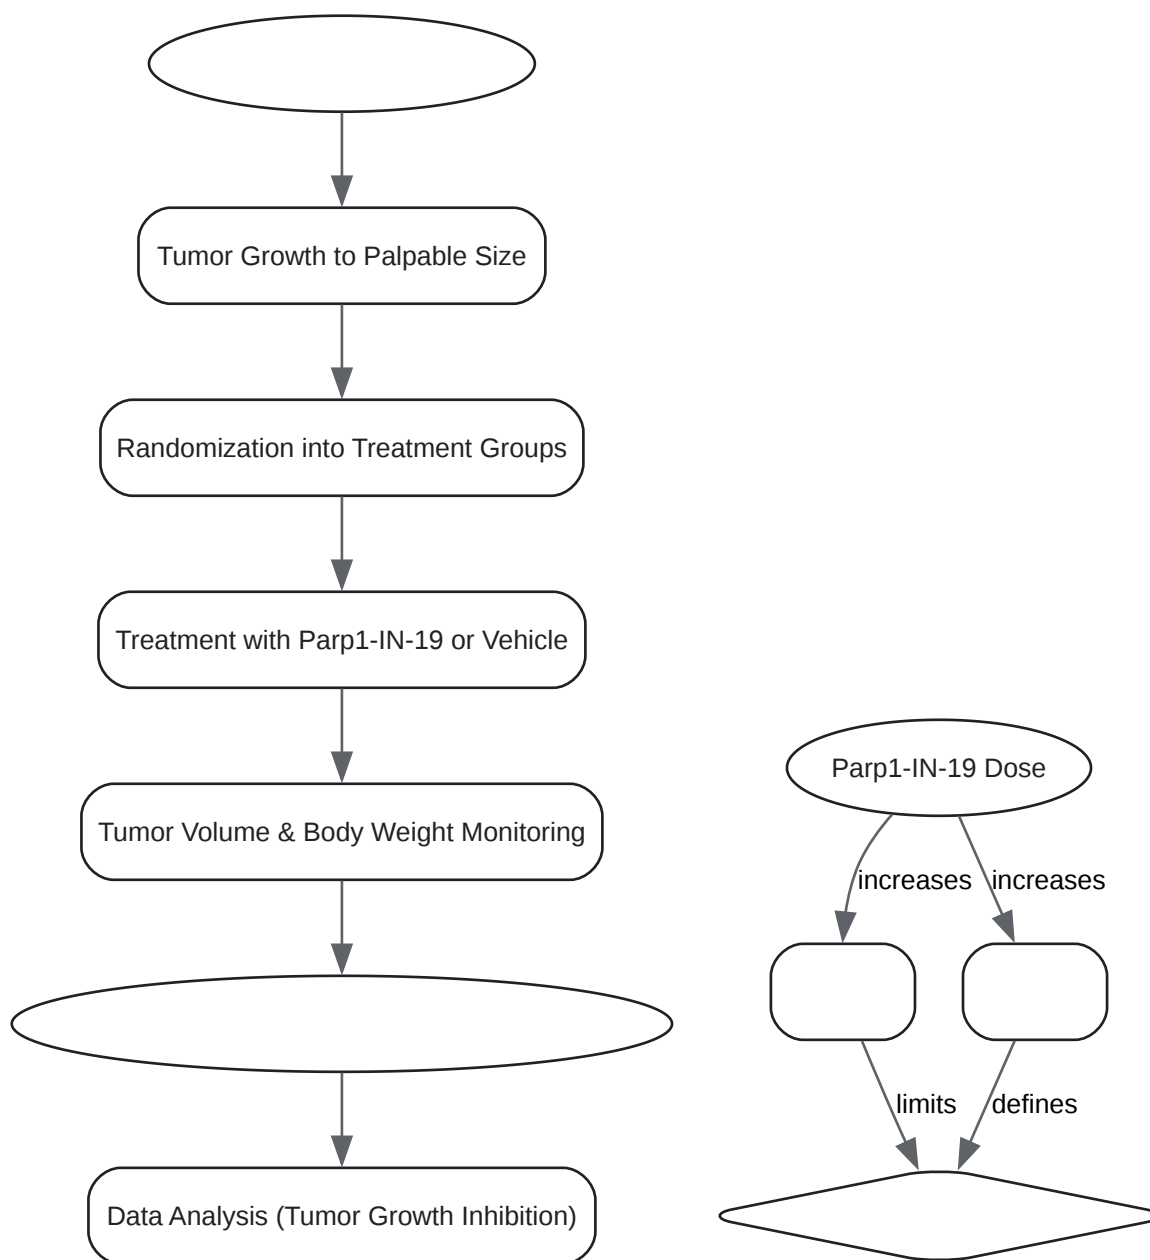 Tumor Growth to Palpable Size
Randomization into Treatment Groups
Treatment with Parp1-IN-19 or Vehicle
Tumor Volume & Body Weight Monitoring
Data Analysis (Tumor Growth Inhibition)
Parp1-IN-19 Dose
increases
increases
limits
defines